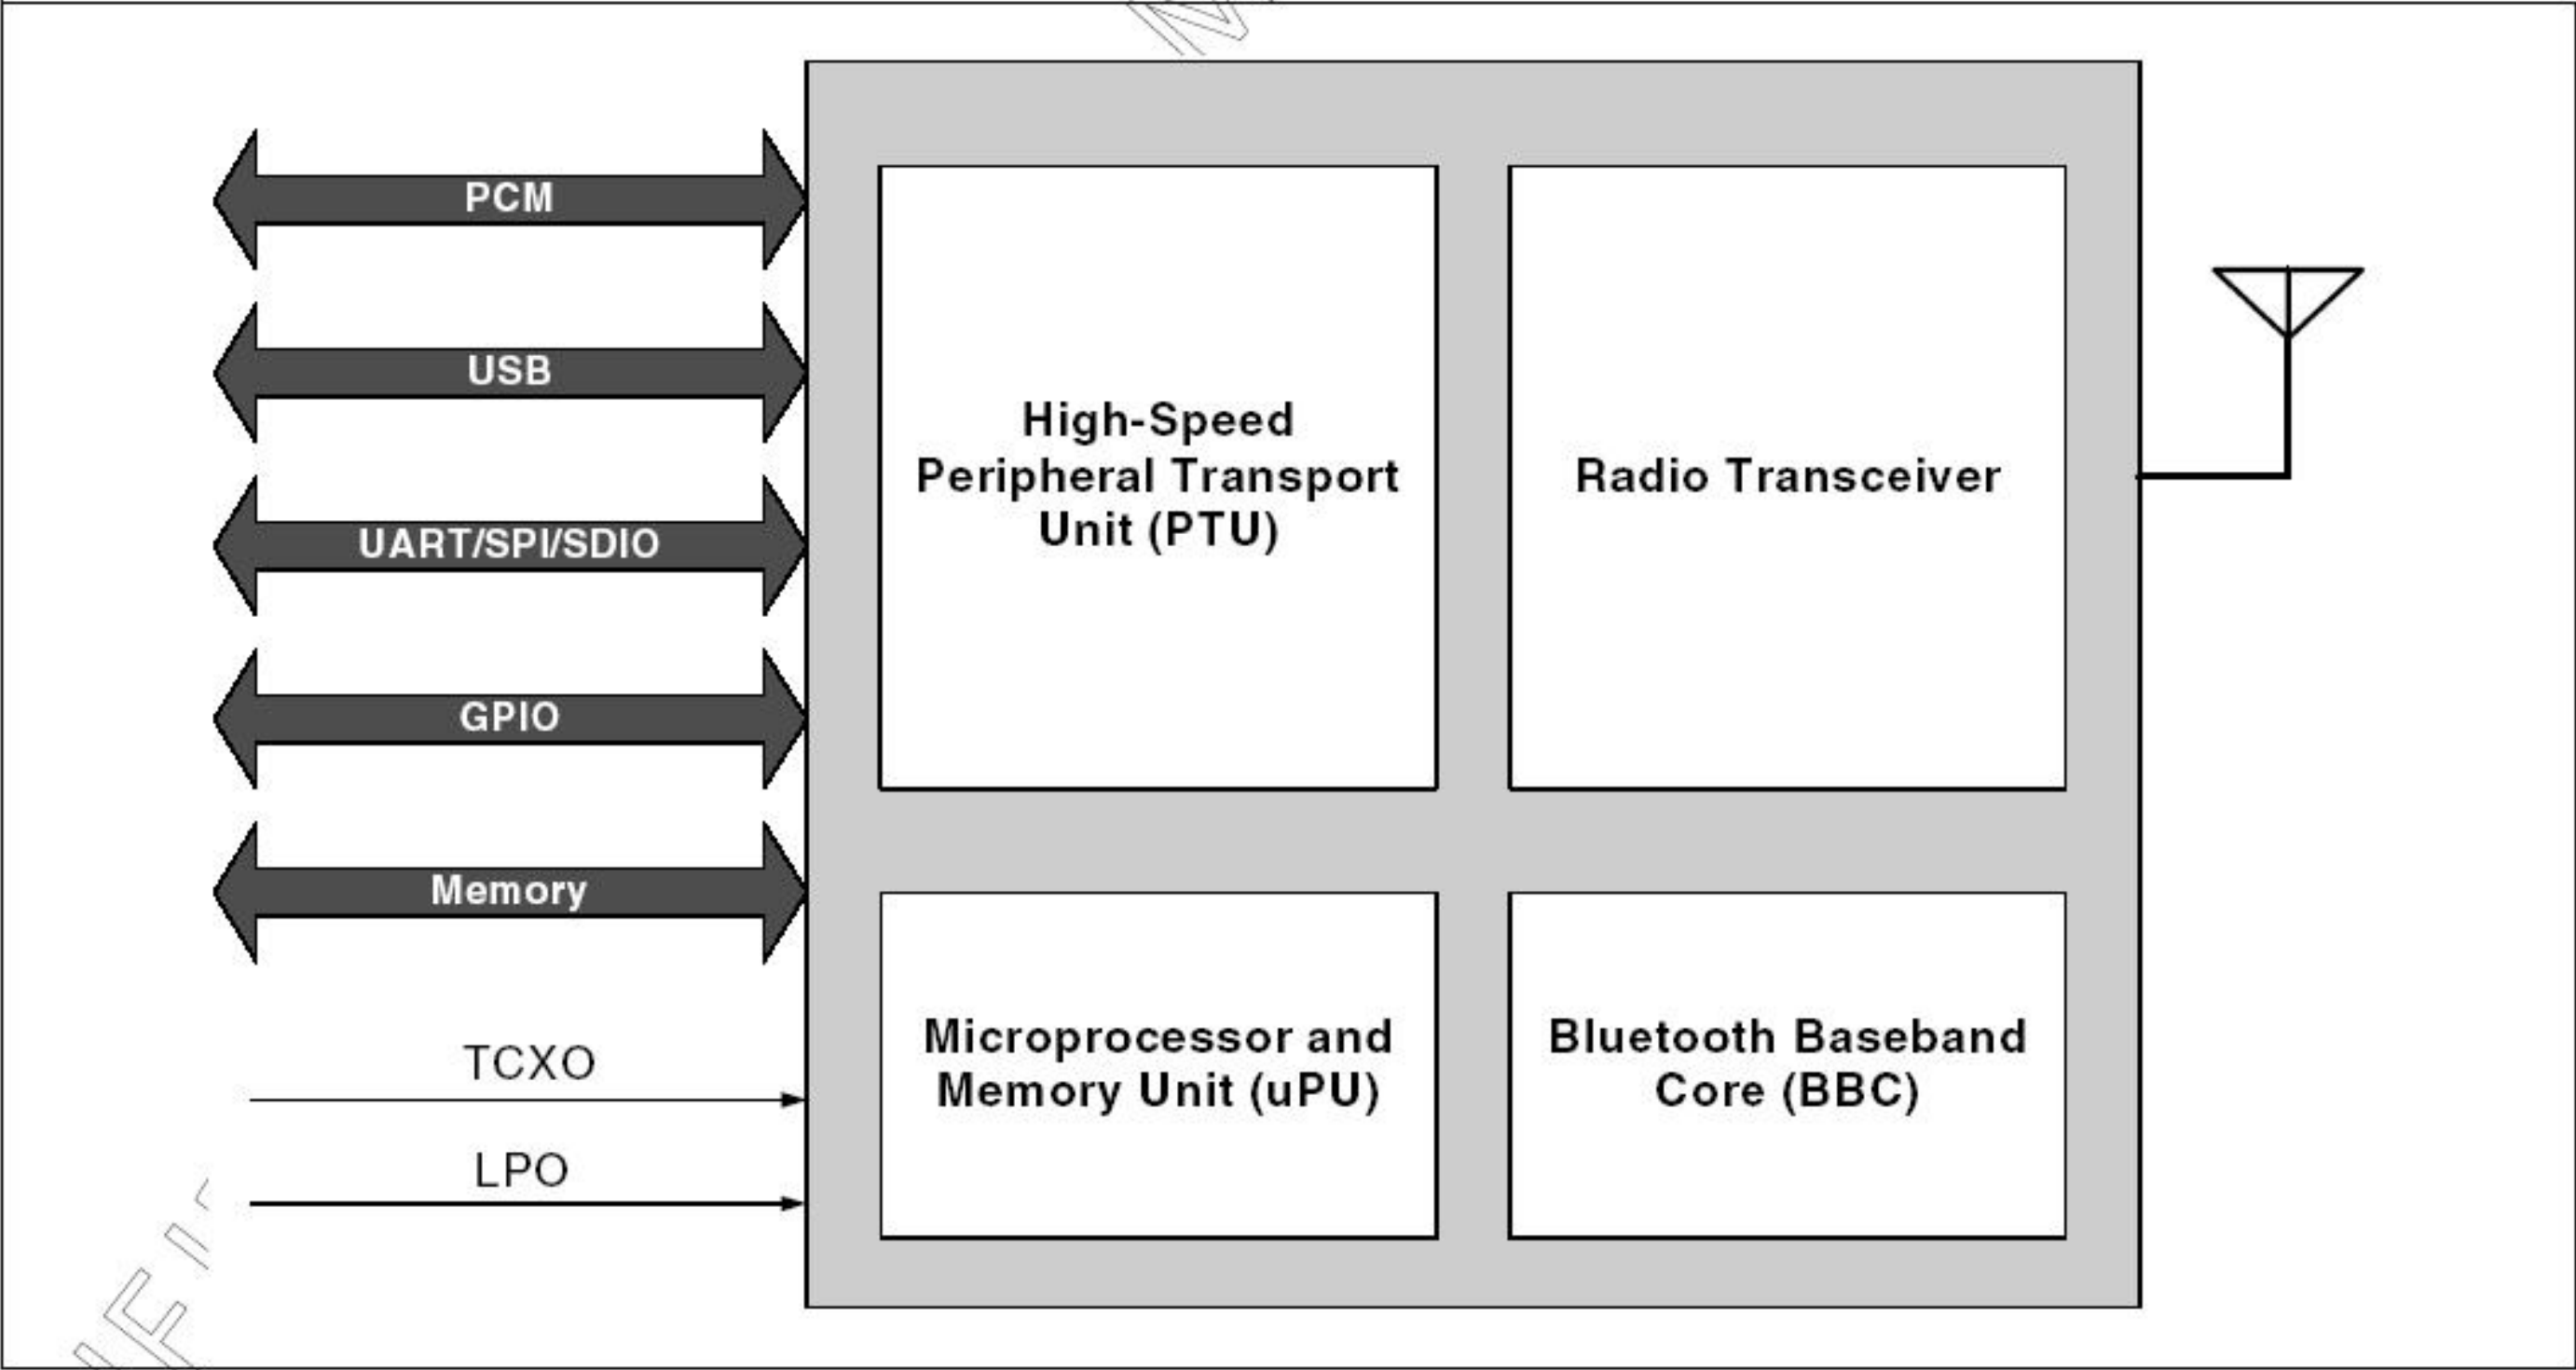 PCM
USB
UART/SPI/SDIO
GPIO
Memory
TCXO
LPO
High-Speed
Peripheral Transport
Unit (PTU)
Radio Transceiver
Microprocessor and
Memory Unit (uPU)
Bluetooth Baseband
Core (BBC)